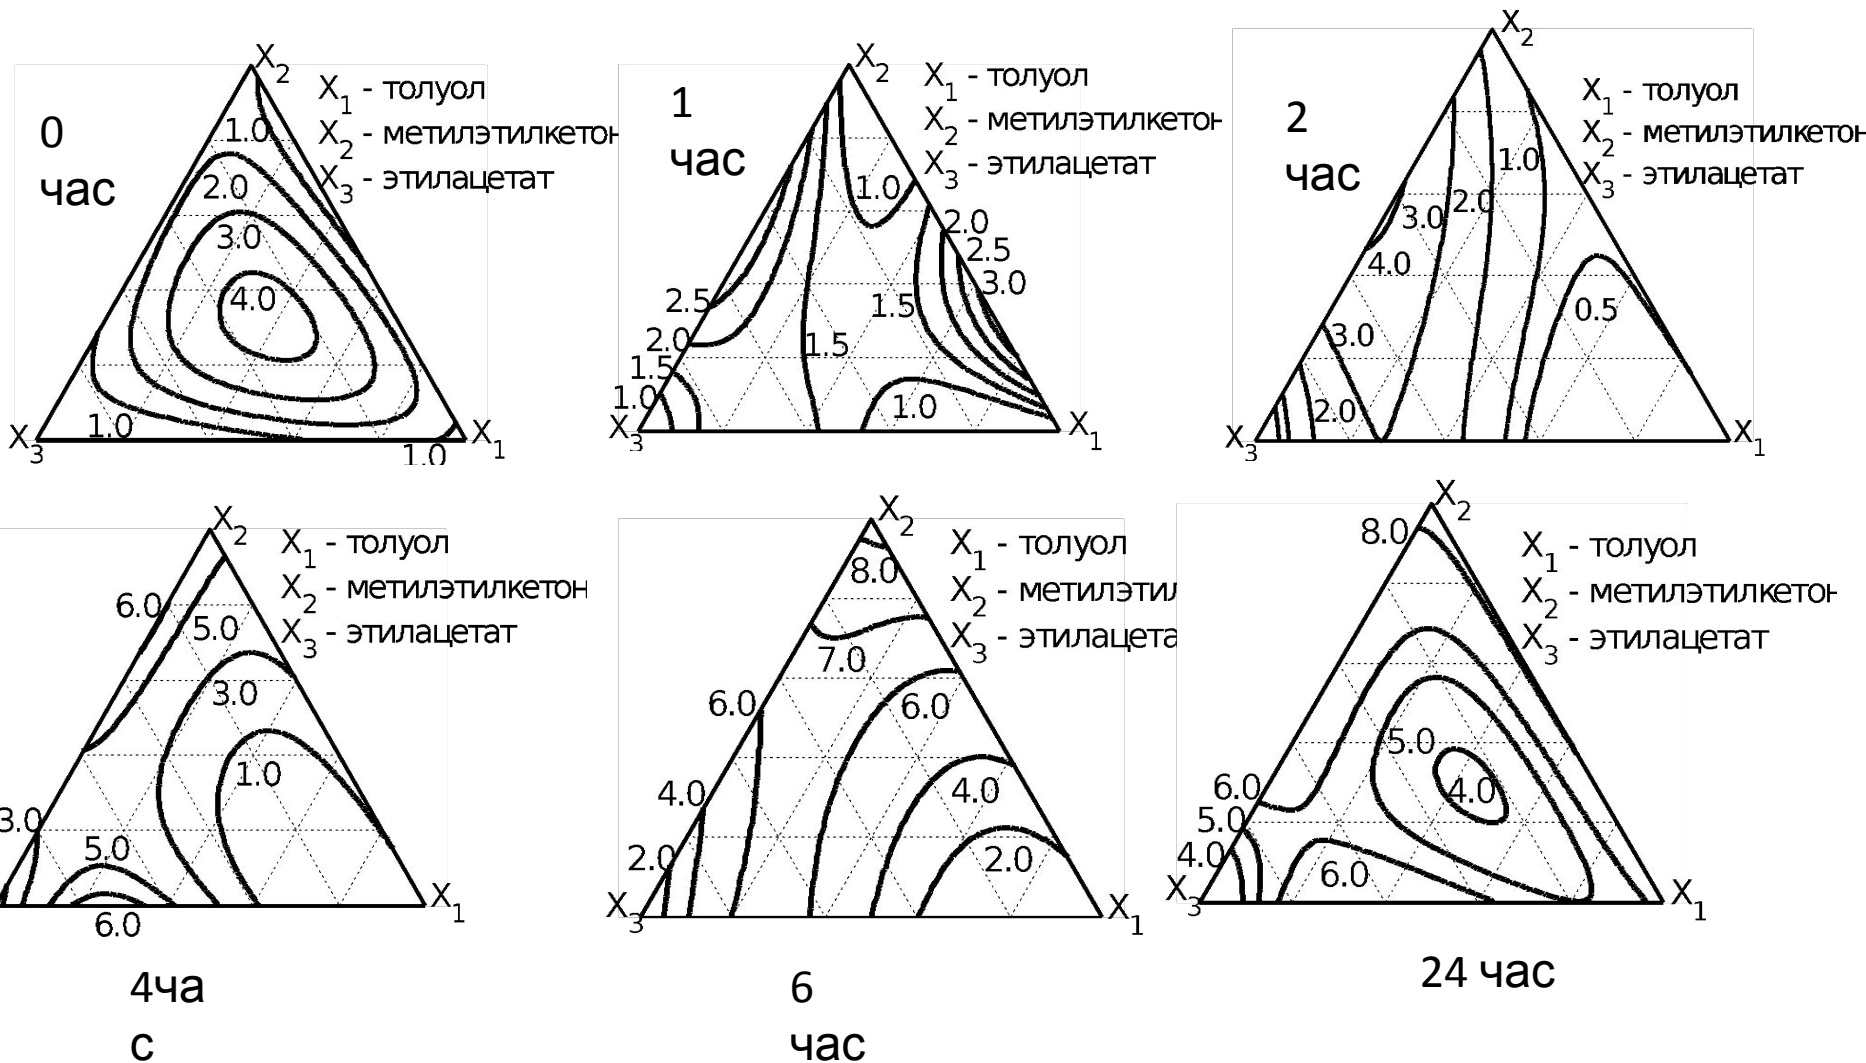 0
час
X2
X1 - толуол
X2 - метилэтилкетон
X3 - этилацетат
1.0
2.0
3.0
4.0
1.0
X3
X1
1.0
1
час
X2
X1 - толуол
X2 - метилэтилкетон
X3 - этилацетат
1.0
2.0
2.5
3.0
2.5
1.5
2.0
1.5
1.5
1.0
1.0
X3
X1
2
час
X2
X1 - толуол
X2 - метилэтилкетон
X3 - этилацетат
1.0
2.0
3.0
4.0
0.5
3.0
2.0
X3
X1
X2
X1 - толуол
X2 - метилэтилкетон
X3 - этилацетат
6.0
5.0
3.0
1.0
3.0
5.0
X1
6.0
4ча
с
X2
X1 - толуол
X2 - метилэтил
X3 - этилацета
8.0
7.0
6.0
6.0
4.0
4.0
2.0
2.0
X3
X1
6
час
X2
8.0
X1 - толуол
X2 - метилэтилкетон
X3 - этилацетат
5.0
6.0
4.0
5.0
4.0
6.0
X3
X1
24 час